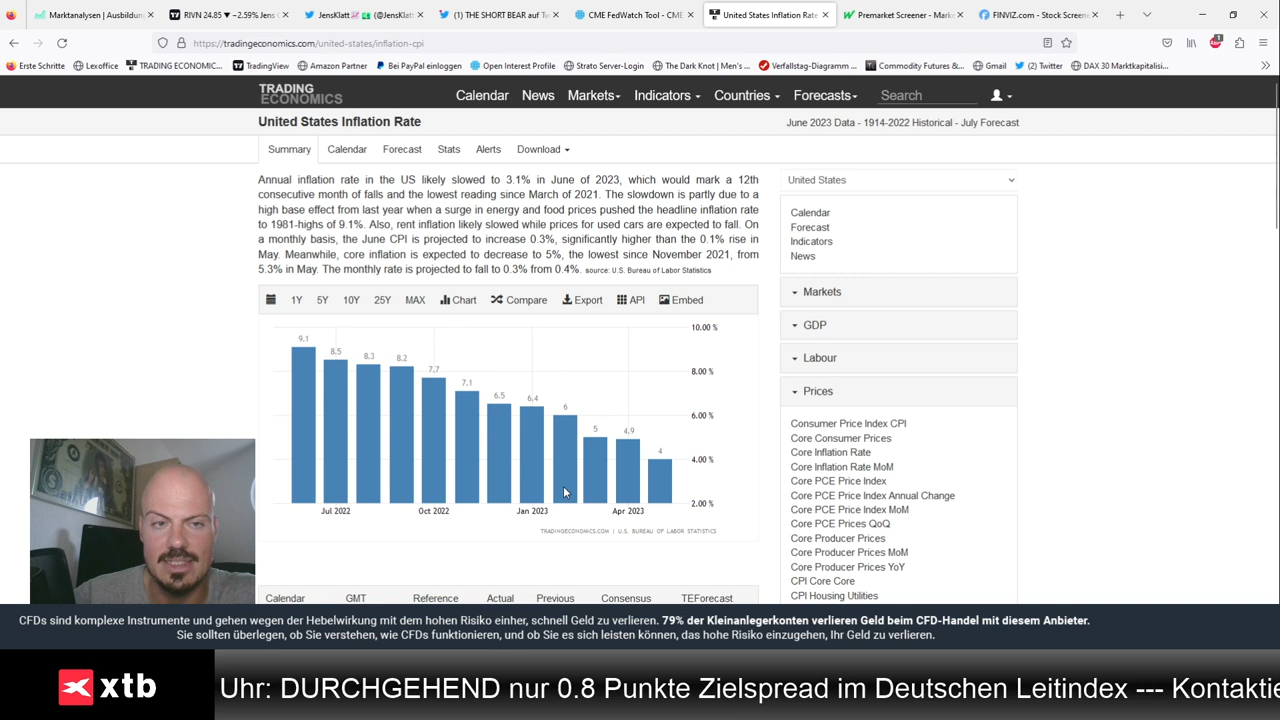 Marktanalysen | Ausbildun
RIVN 24.85 ▼ −2.59% Jens
JensKlatt (@JensKlatt
(1) THE SHORT BEAR auf Tw
CME FedWatch Tool - CME
United States Inflation Rate
Premarket Screener - Marke
FINVIZ.com - Stock Screene
https://tradingeconomics.com/united-states/inflation-cpi
1
Erste Schritte
Lexoffice
TRADING ECONOMIC...
TradingView
Amazon Partner
Bei PayPal einloggen
Open Interest Profile
Strato Server-Login
The Dark Knot | Men's ...
Verfallstag-Diagramm ...
Commodity Futures &...
Gmail
(2) Twitter
DAX 30 Marktkapitalisi...
TRADING
ECONOMICS
Calendar News Markets Indicators Countries Forecasts Search
United States Inflation Rate
June 2023 Data - 1914-2022 Historical - July Forecast
Summary Calendar Forecast Stats Alerts Download
Annual inflation rate in the US likely slowed to 3.1% in June of 2023, which would mark a 12th
consecutive month of falls and the lowest reading since March of 2021. The slowdown is partly due to a
high base effect from last year when a surge in energy and food prices pushed the headline inflation rate
to 1981-highs of 9.1%. Also, rent inflation likely slowed while prices for used cars are expected to fall. On
a monthly basis, the June CPI is projected to increase 0.3%, significantly higher than the 0.1% rise in
May. Meanwhile, core inflation is expected to decrease to 5%, the lowest since November 2021, from
5.3% in May. The monthly rate is projected to fall to 0.3% from 0.4%. source: U.S. Bureau of Labor Statistics
1Y 5Y 10Y 25Y MAX Chart Compare Export API Embed
10.00 %
8.00 %
6.00 %
4.00 %
2.00 %
9.1
8.5
8.3
8.2
7.7
7.1
6.5
6.4
6
5
4.9
4
Jul 2022 Oct 2022 Jan 2023 Apr 2023
TRADINGECONOMICS.COM | U.S. BUREAU OF LABOR STATISTICS
Calendar GMT Reference Actual Previous Consensus TEForecast
United States
Calendar
Forecast
Indicators
News
Markets
GDP
Labour
Prices
Consumer Price Index CPI
Core Consumer Prices
Core Inflation Rate
Core Inflation Rate MoM
Core PCE Price Index
Core PCE Price Index Annual Change
Core PCE Price Index MoM
Core PCE Prices QoQ
Core Producer Prices
Core Producer Prices MoM
Core Producer Prices YoY
CPI Core Core
CPI Housing Utilities
CFDs sind komplexe Instrumente und gehen wegen der Hebelwirkung mit dem hohen Risiko einher, schnell Geld zu verlieren. 79% der Kleinanlegerkonten verlieren Geld beim CFD-Handel mit diesem Anbieter.
Sie sollten überlegen, ob Sie verstehen, wie CFDs funktionieren, und ob Sie es sich leisten können, das hohe Risiko einzugehen, Ihr Geld zu verlieren.
xtb
Uhr: DURCHGEHEND nur 0.8 Punkte Zielspread im Deutschen Leitindex --- Kontaktie